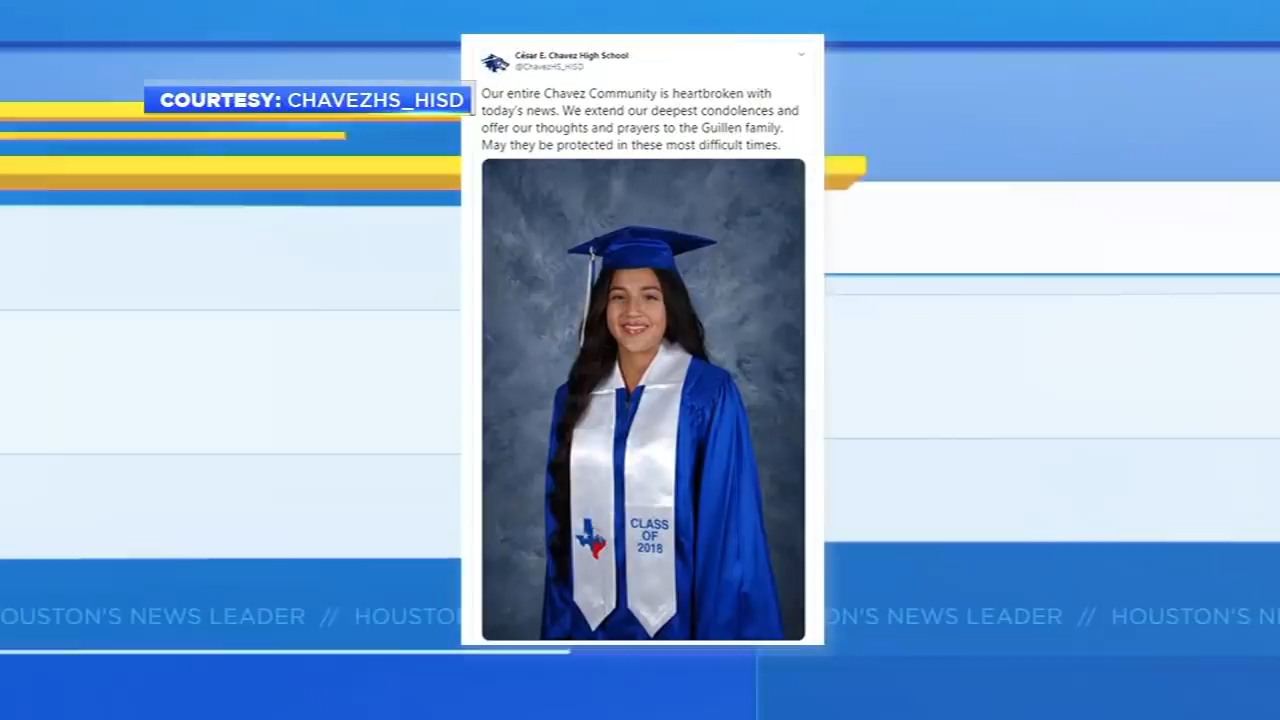 César E. Chavez High School
@ChavezHS_HISD
COURTESY: CHAVEZHS_HISD
Our entire Chavez Community is heartbroken with
today's news. We extend our deepest condolences and
offer our thoughts and prayers to the Guillen family.
May they be protected in these most difficult times.
CLASS
OF
2018
OUSTON'S NEWS LEADER // HOUSTO
ON'S NEWS LEADER // HOUSTON'S N